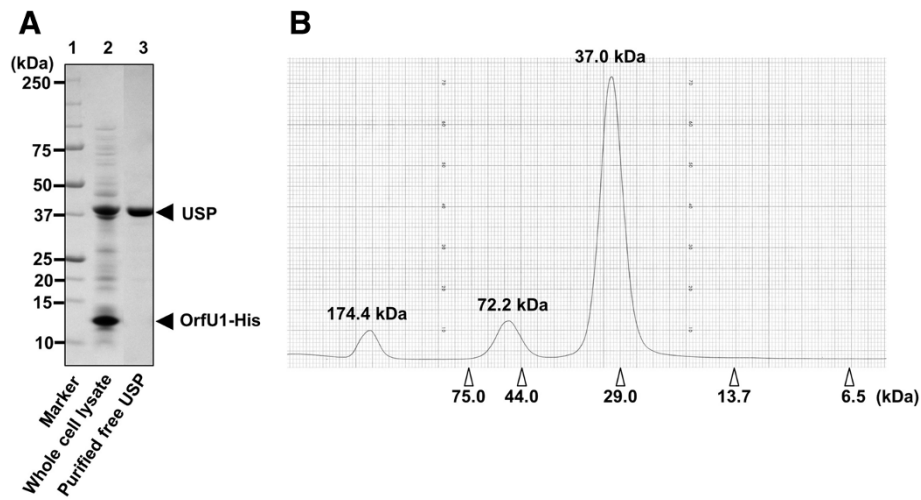 A
B
1 2 3
(kDa)
250
75
50
37
25
20
15
10
USP
OrfU1-His
Marker
Whole cell lysate
Purified free USP
37.0 kDa
174.4 kDa
72.2 kDa
75.0 44.0 29.0 13.7 6.5 (kDa)